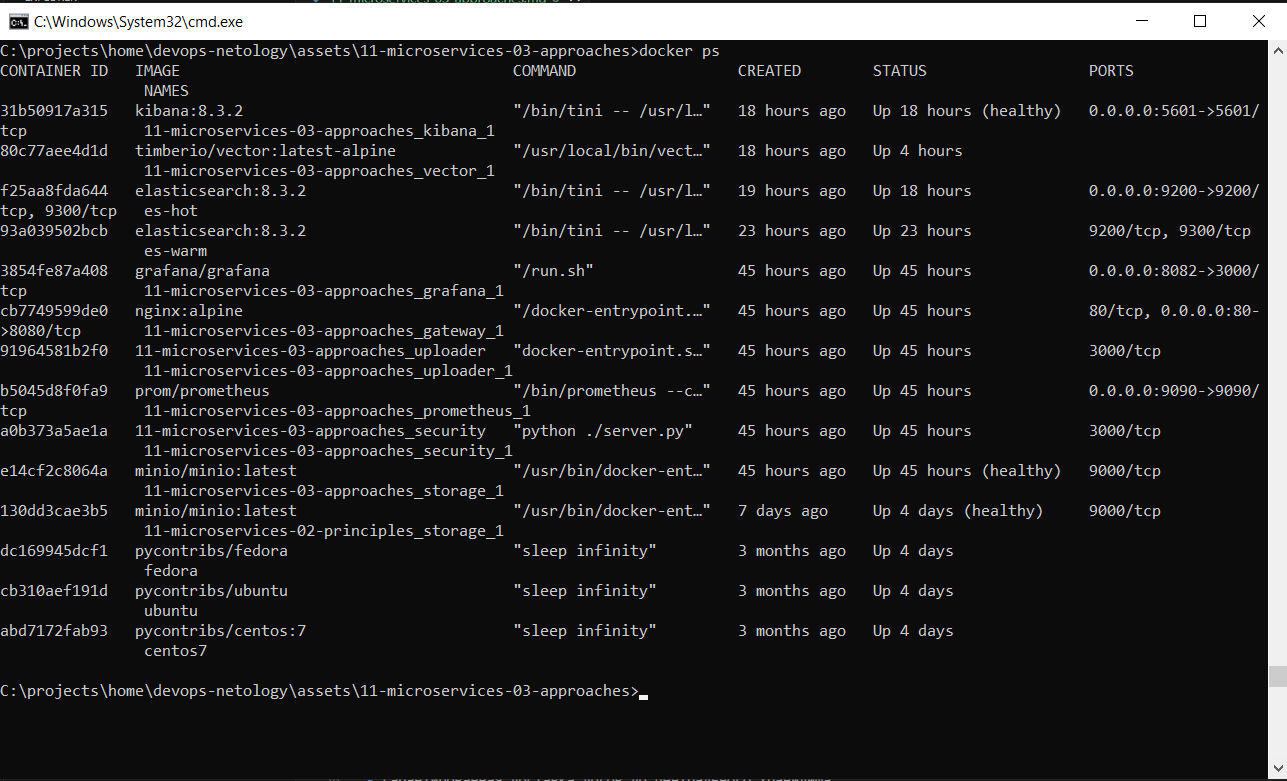 C:\Windows\System32\cmd.exe
C:\projects\home\devops-netology\assets\11-microservices-03-approaches>docker ps
CONTAINER ID   IMAGE                                     COMMAND                  CREATED         STATUS                  PORTS
                NAMES
31b50917a315   kibana:8.3.2                              "/bin/tini -- /usr/l…"   18 hours ago    Up 18 hours (healthy)   0.0.0.0:5601->5601/
tcp             11-microservices-03-approaches_kibana_1
80c77aee4d1d   timberio/vector:latest-alpine             "/usr/local/bin/vect…"   18 hours ago    Up 4 hours
                11-microservices-03-approaches_vector_1
f25aa8fda644   elasticsearch:8.3.2                       "/bin/tini -- /usr/l…"   19 hours ago    Up 18 hours             0.0.0.0:9200->9200/
tcp, 9300/tcp   es-hot
93a039502bcb   elasticsearch:8.3.2                       "/bin/tini -- /usr/l…"   23 hours ago    Up 23 hours             9200/tcp, 9300/tcp
                es-warm
3854fe87a408   grafana/grafana                           "/run.sh"                45 hours ago    Up 45 hours             0.0.0.0:8082->3000/
tcp             11-microservices-03-approaches_grafana_1
cb7749599de0   nginx:alpine                              "/docker-entrypoint.…"   45 hours ago    Up 45 hours             80/tcp, 0.0.0.0:80-
>8080/tcp       11-microservices-03-approaches_gateway_1
91964581b2f0   11-microservices-03-approaches_uploader   "docker-entrypoint.s…"   45 hours ago    Up 45 hours             3000/tcp
                11-microservices-03-approaches_uploader_1
b5045d8f0fa9   prom/prometheus                           "/bin/prometheus --c…"   45 hours ago    Up 45 hours             0.0.0.0:9090->9090/
tcp             11-microservices-03-approaches_prometheus_1
a0b373a5ae1a   11-microservices-03-approaches_security   "python ./server.py"     45 hours ago    Up 45 hours             3000/tcp
                11-microservices-03-approaches_security_1
e14cf2c8064a   minio/minio:latest                        "/usr/bin/docker-ent…"   45 hours ago    Up 45 hours (healthy)   9000/tcp
                11-microservices-03-approaches_storage_1
130dd3cae3b5   minio/minio:latest                        "/usr/bin/docker-ent…"   7 days ago      Up 4 days (healthy)     9000/tcp
                11-microservices-02-principles_storage_1
dc169945dcf1   pycontribs/fedora                         "sleep infinity"         3 months ago    Up 4 days
                fedora
cb310aef191d   pycontribs/ubuntu                         "sleep infinity"         3 months ago    Up 4 days
                ubuntu
abd7172fab93   pycontribs/centos:7                       "sleep infinity"         3 months ago    Up 4 days
                centos7
C:\projects\home\devops-netology\assets\11-microservices-03-approaches>